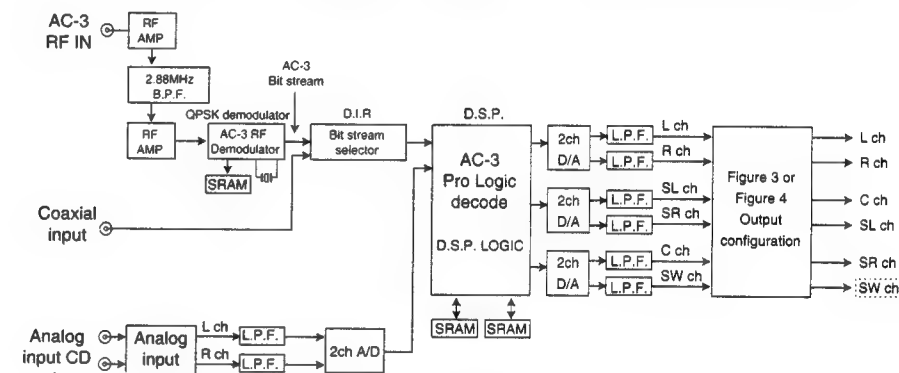 AC-3
RF IN
RF
AMP
2.88MHz
B.P.F.
RF
AMP
QPSK demodulator
AC-3 RF
Demodulator
SRAM
AC-3
Bit stream
D.I.R
Bit stream
selector
Coaxial
input
Analog
input CD
Analog
input
L ch
R ch
L.P.F.
L.P.F.
2ch A/D
D.S.P.
AC-3
Pro Logic
decode
D.S.P. LOGIC
SRAM
SRAM
2ch
D/A
2ch
D/A
2ch
D/A
L.P.F.
L.P.F.
L.P.F.
L.P.F.
L.P.F.
L.P.F.
L ch
R ch
SL ch
SR ch
C ch
SW ch
Figure 3 or
Figure 4
Output
configuration
L ch
R ch
C ch
SL ch
SR ch
SW ch